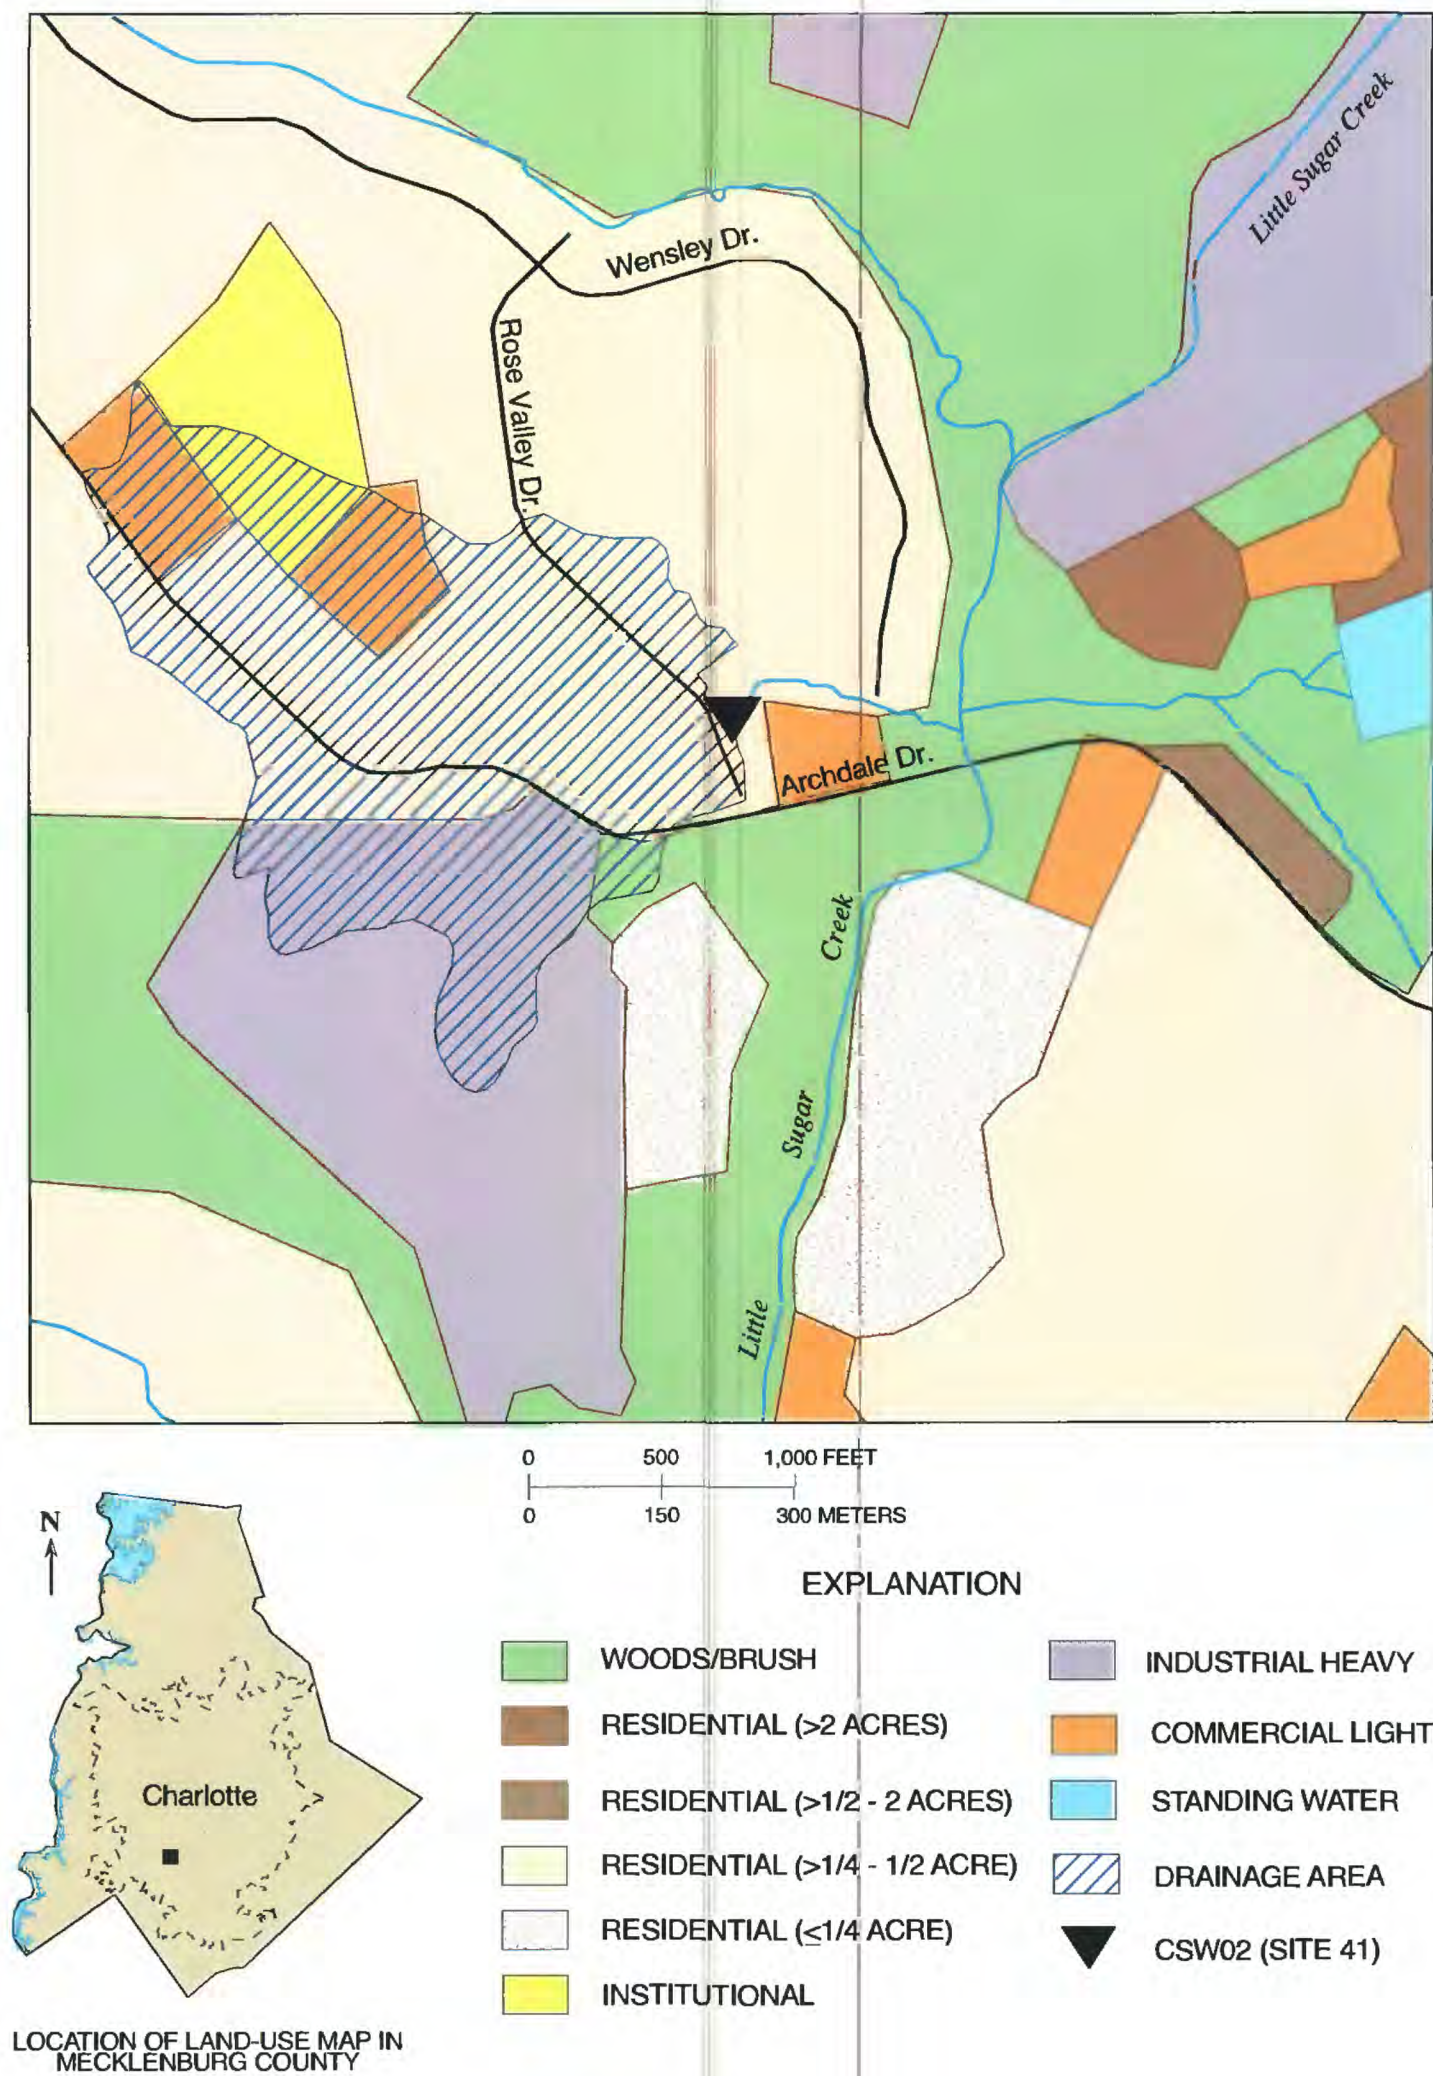 Little Sugar Creek
Wensley Dr.
Rose Valley Dr.
Archdale Dr.
Little Sugar Creek
0 500 1,000 FEET
0 150 300 METERS
N
Charlotte
LOCATION OF LAND-USE MAP IN
MECKLENBURG COUNTY
EXPLANATION
WOODS/BRUSH
RESIDENTIAL (>2 ACRES)
RESIDENTIAL (>1/2 - 2 ACRES)
RESIDENTIAL (>1/4 - 1/2 ACRE)
RESIDENTIAL (≤1/4 ACRE)
INSTITUTIONAL
INDUSTRIAL HEAVY
COMMERCIAL LIGHT
STANDING WATER
DRAINAGE AREA
CSW02 (SITE 41)